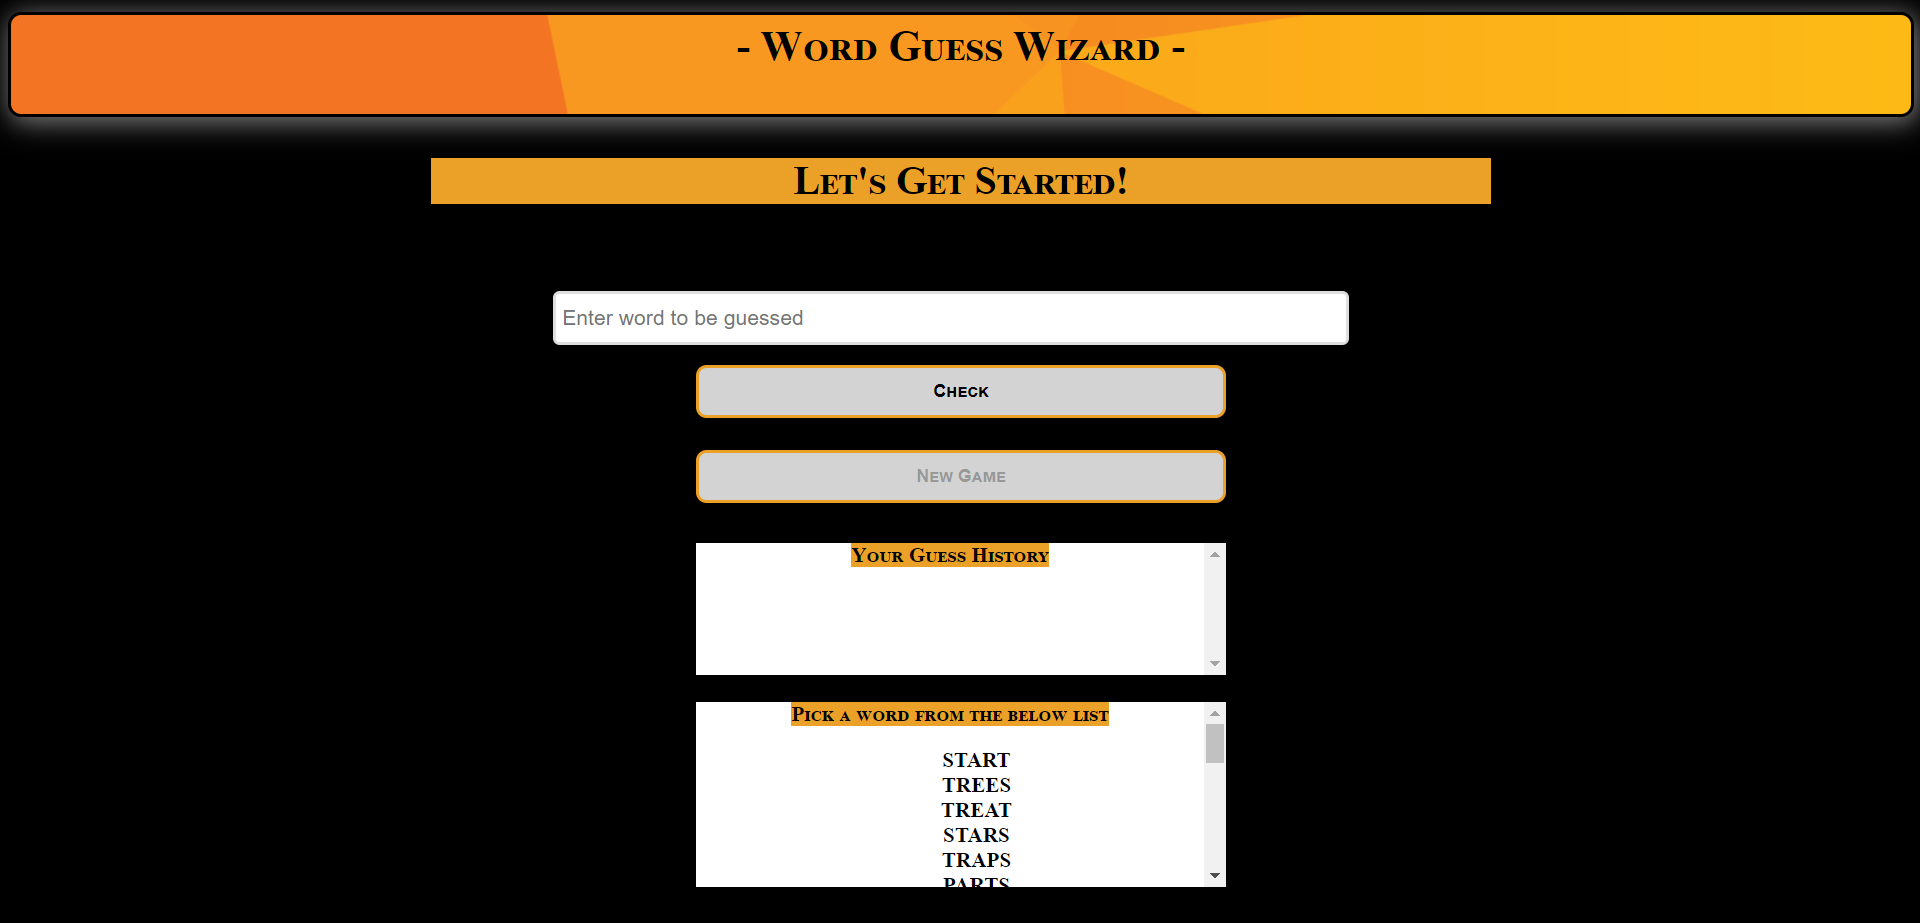 - Word Guess Wizard -
Let's Get Started!
Enter word to be guessed
Check
New Game
Your Guess History
Pick a word from the below list
START
TREES
TREAT
STARS
TRAPS
PARTS